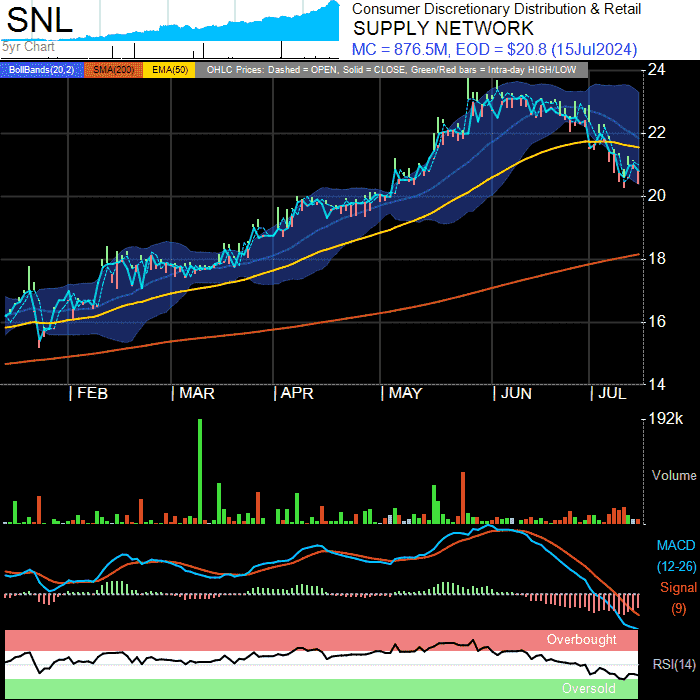 SNL
5yr Chart
Consumer Discretionary Distribution & Retail
SUPPLY NETWORK
MC = 876.5M, EOD = $20.8 (15Jul2024)
BollBands(20,2) SMA(200) EMA(50) OHLC Prices: Dashed = OPEN, Solid = CLOSE, Green/Red bars = Intra-day HIGH/LOW
24
22
20
18
16
14
| FEB | MAR | APR | MAY | JUN | JUL
192k
Volume
MACD
(12-26)
Signal
(9)
Overbought
RSI(14)
Oversold